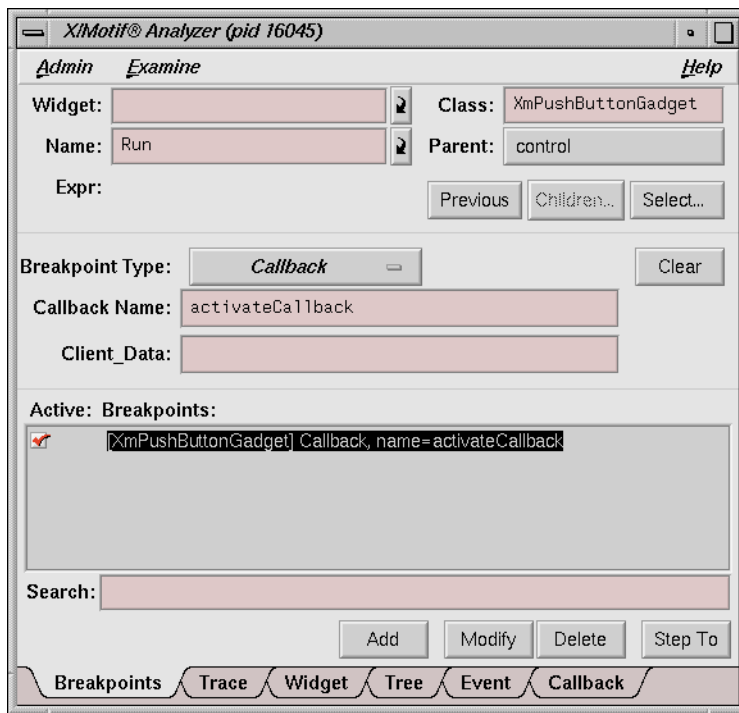 X/Motif® Analyzer (pid 16045)
Admin Examine Help
Widget: Class: XmPushButtonGadget
Name: Run Parent: control
Expr:
Previous Children... Select...
Breakpoint Type: Callback Clear
Callback Name: activateCallback
Client_Data:
Active: Breakpoints:
[XmPushButtonGadget] Callback, name=activateCallback
Search:
Add Modify Delete Step To
Breakpoints Trace Widget Tree Event Callback